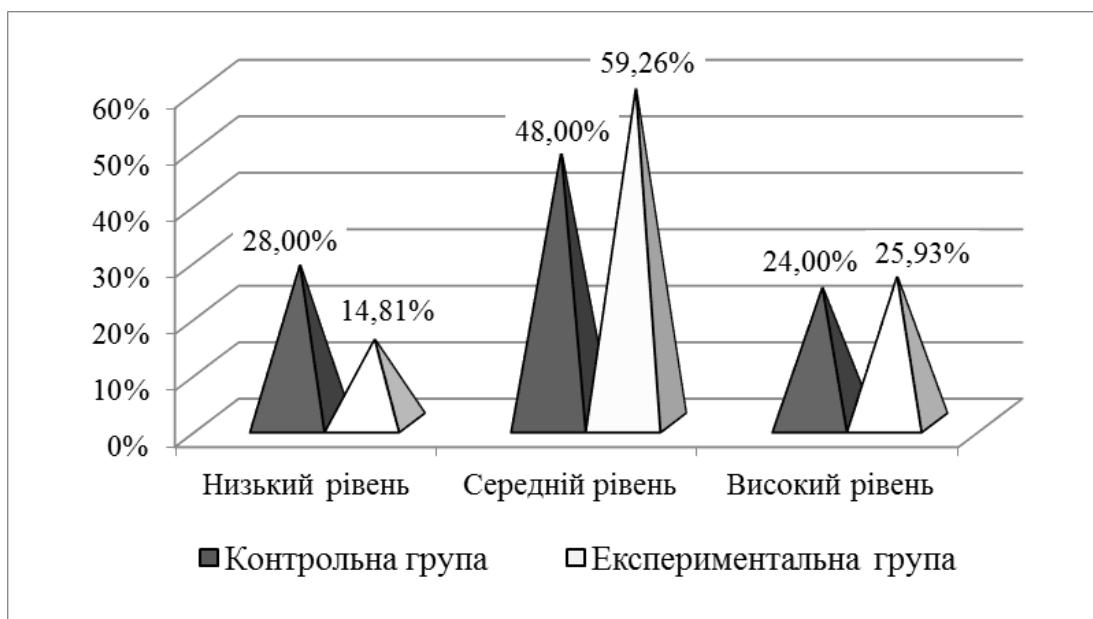 59,26%
60%
48,00%
50%
40%
28,00%
30%
24,00%
25,93%
20%
14,81%
10%
0%
Низький рівень
Середній рівень
Високий рівень
Контрольна група
Експериментальна група